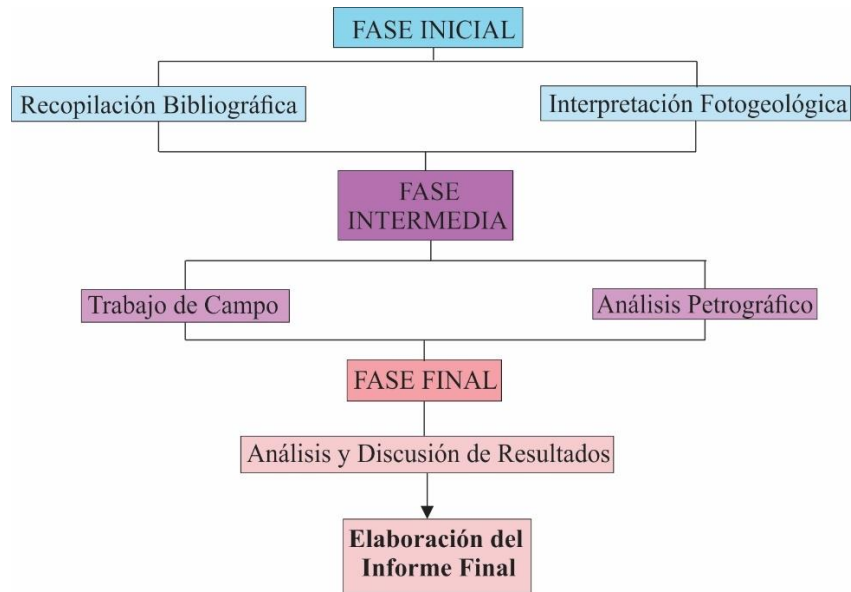 FASE INICIAL
Recopilación Bibliográfica
Interpretación Fotogeológica
FASE
INTERMEDIA
Trabajo de Campo
Análisis Petrográfico
FASE FINAL
Análisis y Discusión de Resultados
Elaboración del
Informe Final